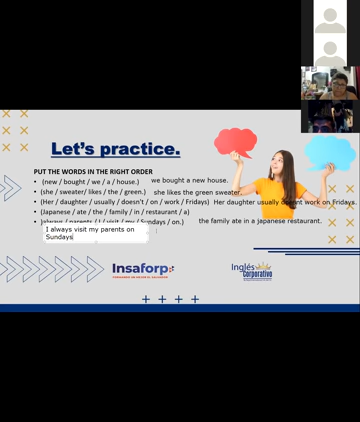 Let's practice.
PUT THE WORDS IN THE RIGHT ORDER
• (new / bought / we / a / house.) we bought a new house.
• (she / sweater/ likes / the / green.) she likes the green sweater.
• (Her / daughter / usually / doesn't / on / work / Fridays) Her daughter usually doesnt work on Fridays.
• (Japanese / ate / the / family / in / restaurant / a)
• (always / parents / I / visit / my / Sundays / on.) the family ate in a japanese restaurant.
I always visit my parents on
Sundays
Insaforp
Inglés
corporativo